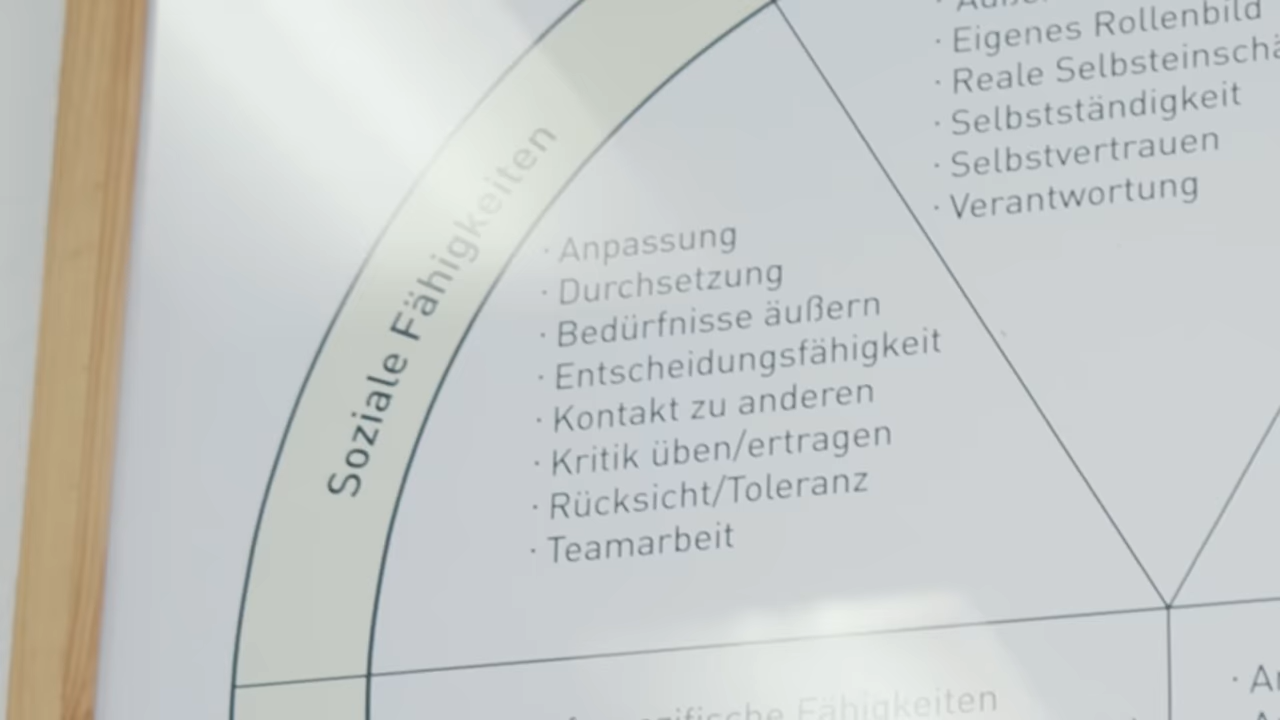 Soziale Fähigkeiten
· Anpassung
· Durchsetzung
· Bedürfnisse äußern
· Entscheidungsfähigkeit
· Kontakt zu anderen
· Kritik üben/ertragen
· Rücksicht/Toleranz
· Teamarbeit
· Eigenes Rollenbild
· Reale
· Selbstständigkeit
· Selbstvertrauen
· Verantwortung
Fähigkeiten